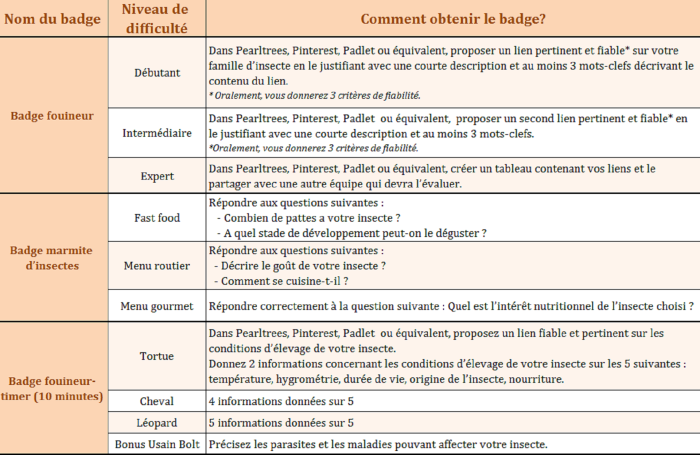 Nom du badge
Niveau de
difficulté
Comment obtenir le badge?
Badge fouineur
Débutant
Dans Pearltrees, Pinterest, Padlet ou équivalent, proposer un lien pertinent et fiable* sur votre
famille d'insecte en le justifiant avec une courte description et au moins 3 mots-clefs décrivant le
contenu du lien.
* Oralement, vous donnerez 3 critères de fiabilité.
Intermédiaire
Dans Pearltrees, Pinterest, Padlet ou équivalent, proposer un second lien pertinent et fiable* en
le justifiant avec une courte description et au moins 3 mots-clefs.
*Oralement, vous donnerez 3 critères de fiabilité.
Expert
Dans Pearltrees, Pinterest, Padlet ou équivalent, créer un tableau contenant vos liens et le
partager avec une autre équipe qui devra l'évaluer.
Badge marmite
d'insectes
Fast food
Répondre aux questions suivantes :
- Combien de pattes a votre insecte ?
- A quel stade de développement peut-on le déguster ?
Menu routier
Répondre aux questions suivantes :
- Décrire le goût de votre insecte ?
- Comment se cuisine-t-il ?
Menu gourmet
Répondre correctement à la question suivante : Quel est l'intérêt nutritionnel de l'insecte choisi ?
Badge fouineur-
timer (10 minutes)
Tortue
Dans Pearltrees, Pinterest, Padlet ou équivalent, proposez un lien fiable et pertinent sur les
conditions d'élevage de votre insecte.
Donnez 2 informations concernant les conditions d'élevage de votre insecte sur les 5 suivantes :
température, hygrométrie, durée de vie, origine de l'insecte, nourriture.
Cheval
4 informations données sur 5
Léopard
5 informations données sur 5
Bonus Usain Bolt
Précisez les parasites et les maladies pouvant affecter votre insecte.